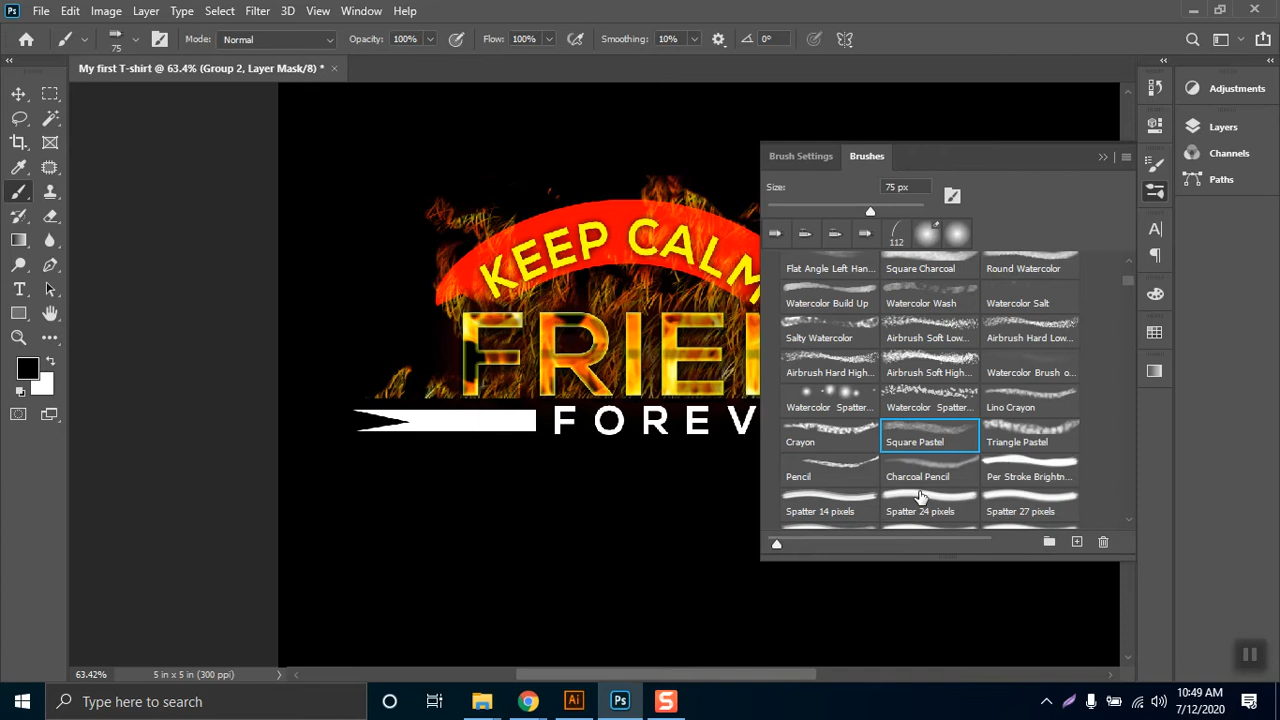 Ps File Edit Image Layer Type Select Filter 3D View Window Help
75 Mode: Normal Opacity: 100% Flow: 100% Smoothing: 10% 0°
My first T-shirt @ 63.4% (Group 2, Layer Mask/8) *
Adjustments
Layers
Channels
Paths
Brush Settings Brushes
Size: 75 px
112
Flat Angle Left Han... Square Charcoal Round Watercolor
Watercolor Build Up Watercolor Wash Watercolor Salt
Salty Watercolor Airbrush Soft Low... Airbrush Hard Low...
Airbrush Hard High... Airbrush Soft High... Watercolor Brush o...
Watercolor Spatter... Watercolor Spatter... Lino Crayon
Crayon Square Pastel Triangle Pastel
Pencil Charcoal Pencil Per Stroke Brightn...
Spatter 14 pixels Spatter 24 pixels Spatter 27 pixels
KEEP CALM
FRIE
FOREV
63.42% 5 in x 5 in (300 ppi)
Type here to search
Ai Ps S
10:49 AM
7/12/2020